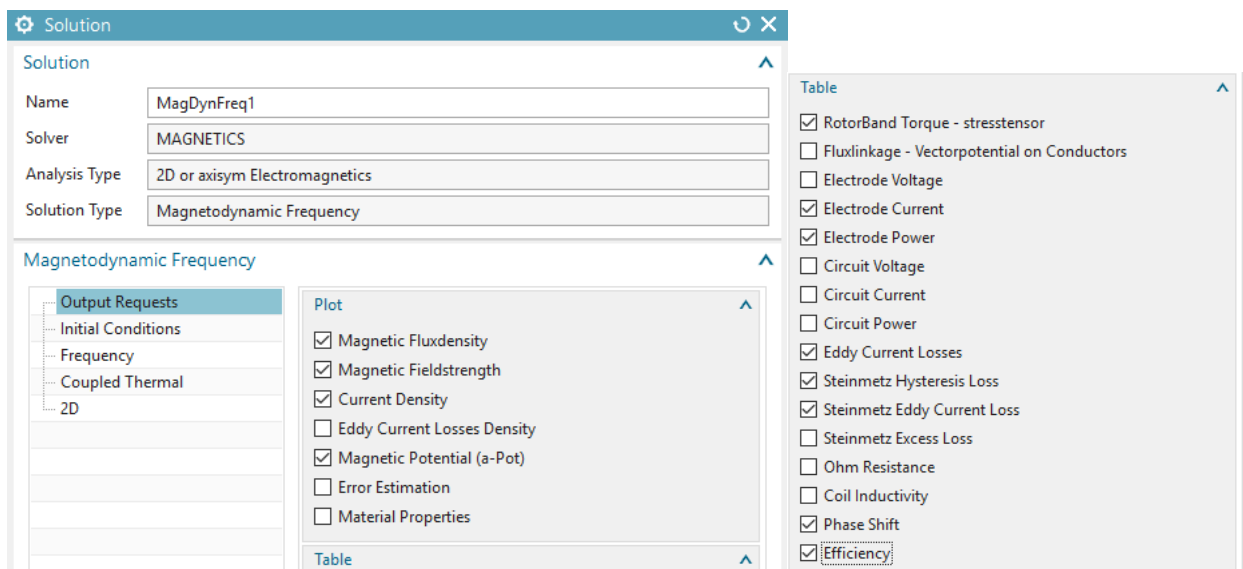 Solution
Solution
Name MagDynFreq1
Solver MAGNETICS
Analysis Type 2D or axisym Electromagnetics
Solution Type Magnetodynamic Frequency
Magnetodynamic Frequency
Output Requests
Initial Conditions
Frequency
Coupled Thermal
2D
Plot
Magnetic Fluxdensity
Magnetic Fieldstrength
Current Density
Eddy Current Losses Density
Magnetic Potential (a-Pot)
Error Estimation
Material Properties
Table
Table
RotorBand Torque - stresstensor
Fluxlinkage - Vectorpotential on Conductors
Electrode Voltage
Electrode Current
Electrode Power
Circuit Voltage
Circuit Current
Circuit Power
Eddy Current Losses
Steinmetz Hysteresis Loss
Steinmetz Eddy Current Loss
Steinmetz Excess Loss
Ohm Resistance
Coil Inductivity
Phase Shift
Efficiency